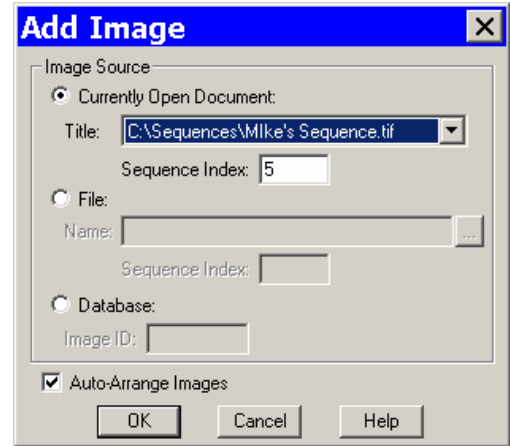 Add Image
Image Source
Currently Open Document:
Title: C:\Sequences\MIke's Sequence.tif
Sequence Index: 5
File:
Name: ...
Sequence Index:
Database:
Image ID:
Auto-Arrange Images
OK Cancel Help